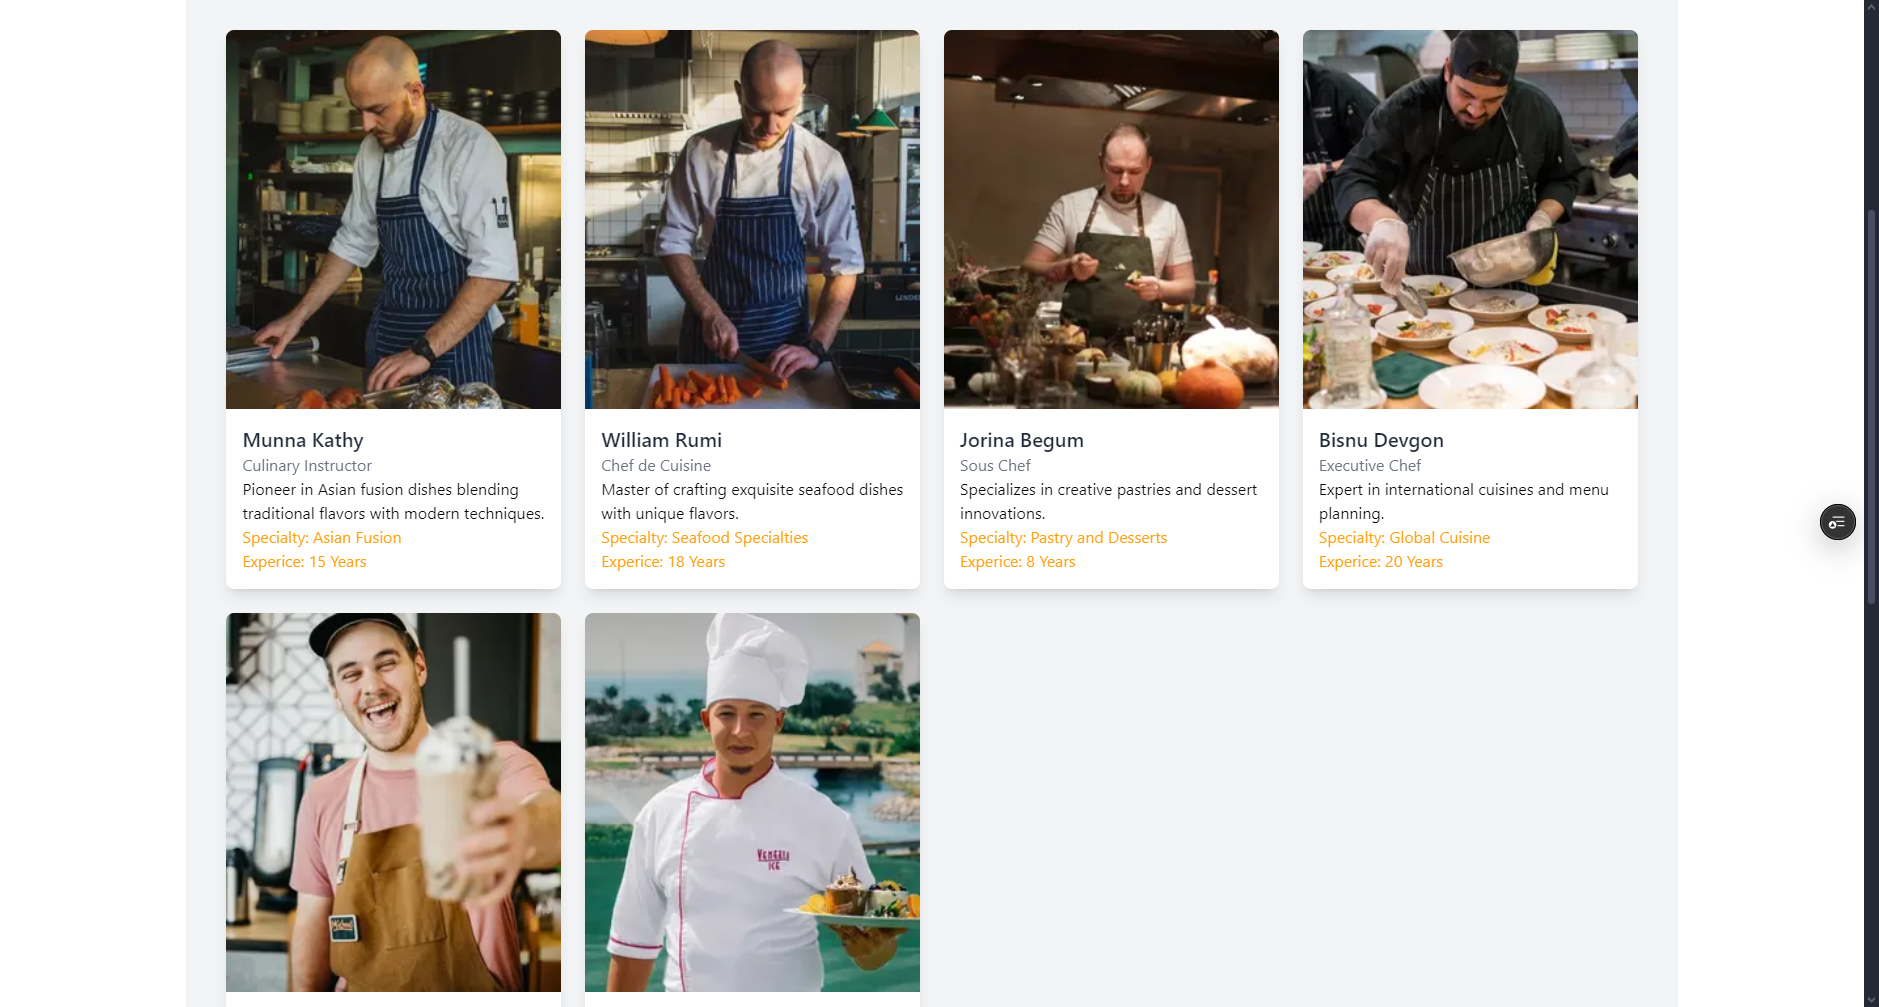 Munna Kathy
Culinary Instructor
Pioneer in Asian fusion dishes blending
traditional flavors with modern techniques.
Specialty: Asian Fusion
Experice: 15 Years
LINDEN
William Rumi
Chef de Cuisine
Master of crafting exquisite seafood dishes
with unique flavors.
Specialty: Seafood Specialties
Experice: 18 Years
Jorina Begum
Sous Chef
Specializes in creative pastries and dessert
innovations.
Specialty: Pastry and Desserts
Experice: 8 Years
Bisnu Devgon
Executive Chef
Expert in international cuisines and menu
planning.
Specialty: Global Cuisine
Experice: 20 Years
ICE